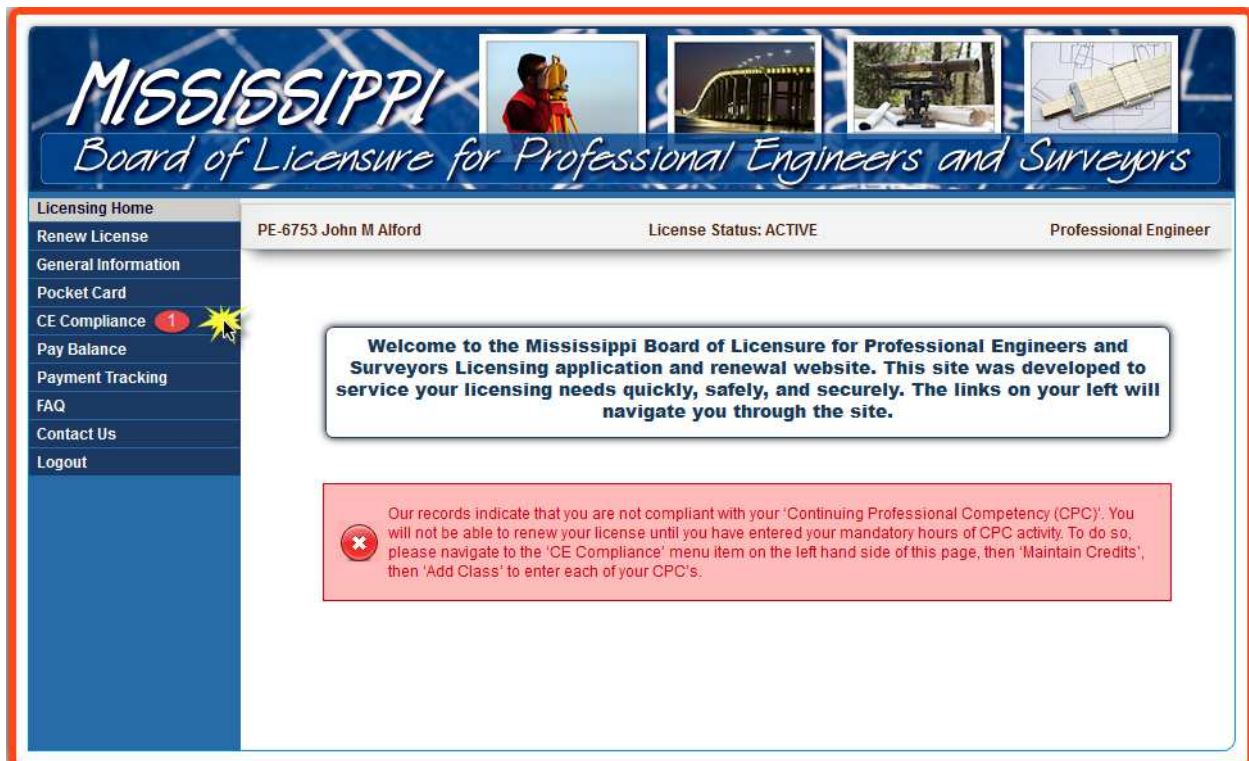 MISSISSIPPI
Board of Licensure for Professional Engineers and Surveyors
Licensing Home
Renew License
General Information
Pocket Card
CE Compliance 1
Pay Balance
Payment Tracking
FAQ
Contact Us
Logout
PE-6753 John M Alford License Status: ACTIVE Professional Engineer
Welcome to the Mississippi Board of Licensure for Professional Engineers and
Surveyors Licensing application and renewal website. This site was developed to
service your licensing needs quickly, safely, and securely. The links on your left will
navigate you through the site.
Our records indicate that you are not compliant with your 'Continuing Professional Competency (CPC)'. You
will not be able to renew your license until you have entered your mandatory hours of CPC activity. To do so,
please navigate to the 'CE Compliance' menu item on the left hand side of this page, then 'Maintain Credits',
then 'Add Class' to enter each of your CPC's.